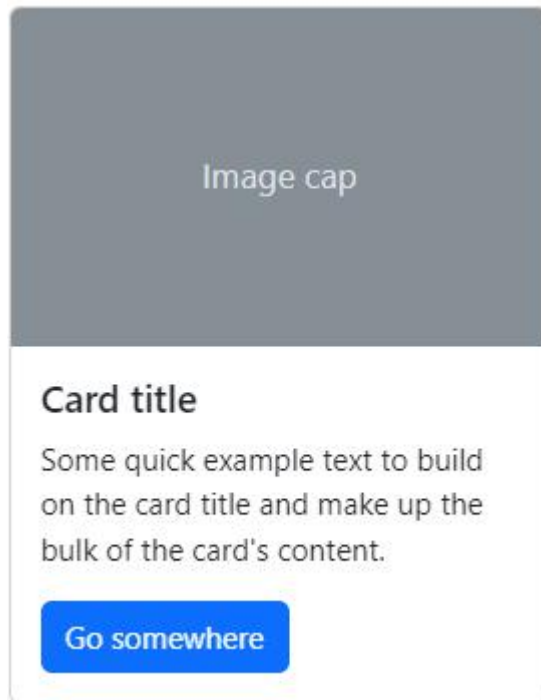 Image cap
Card title
Some quick example text to build
on the card title and make up the
bulk of the card's content.
Go somewhere